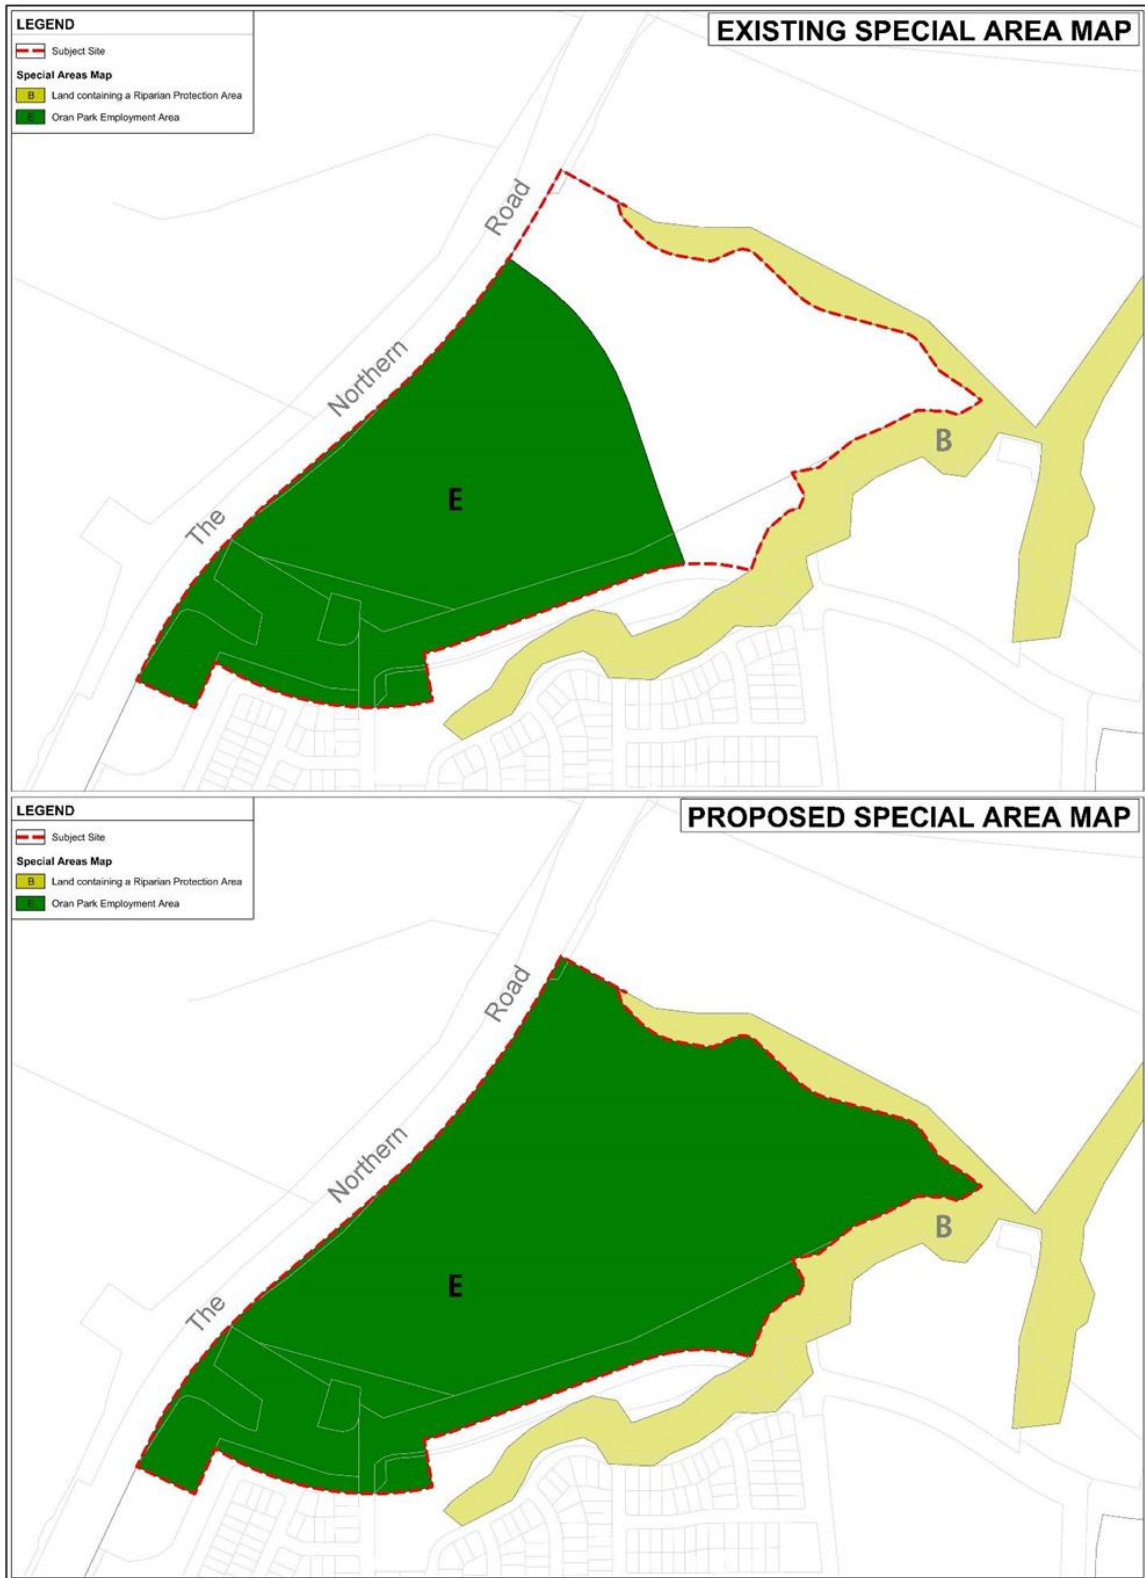 LEGEND
EXISTING SPECIAL AREA MAP
Subject Site
Special Areas Map
B Land containing a Riparian Protection Area
E Oran Park Employment Area
Road
Northern
The
E
B
LEGEND
PROPOSED SPECIAL AREA MAP
Subject Site
Special Areas Map
B Land containing a Riparian Protection Area
E Oran Park Employment Area
Road
Northern
The
E
B